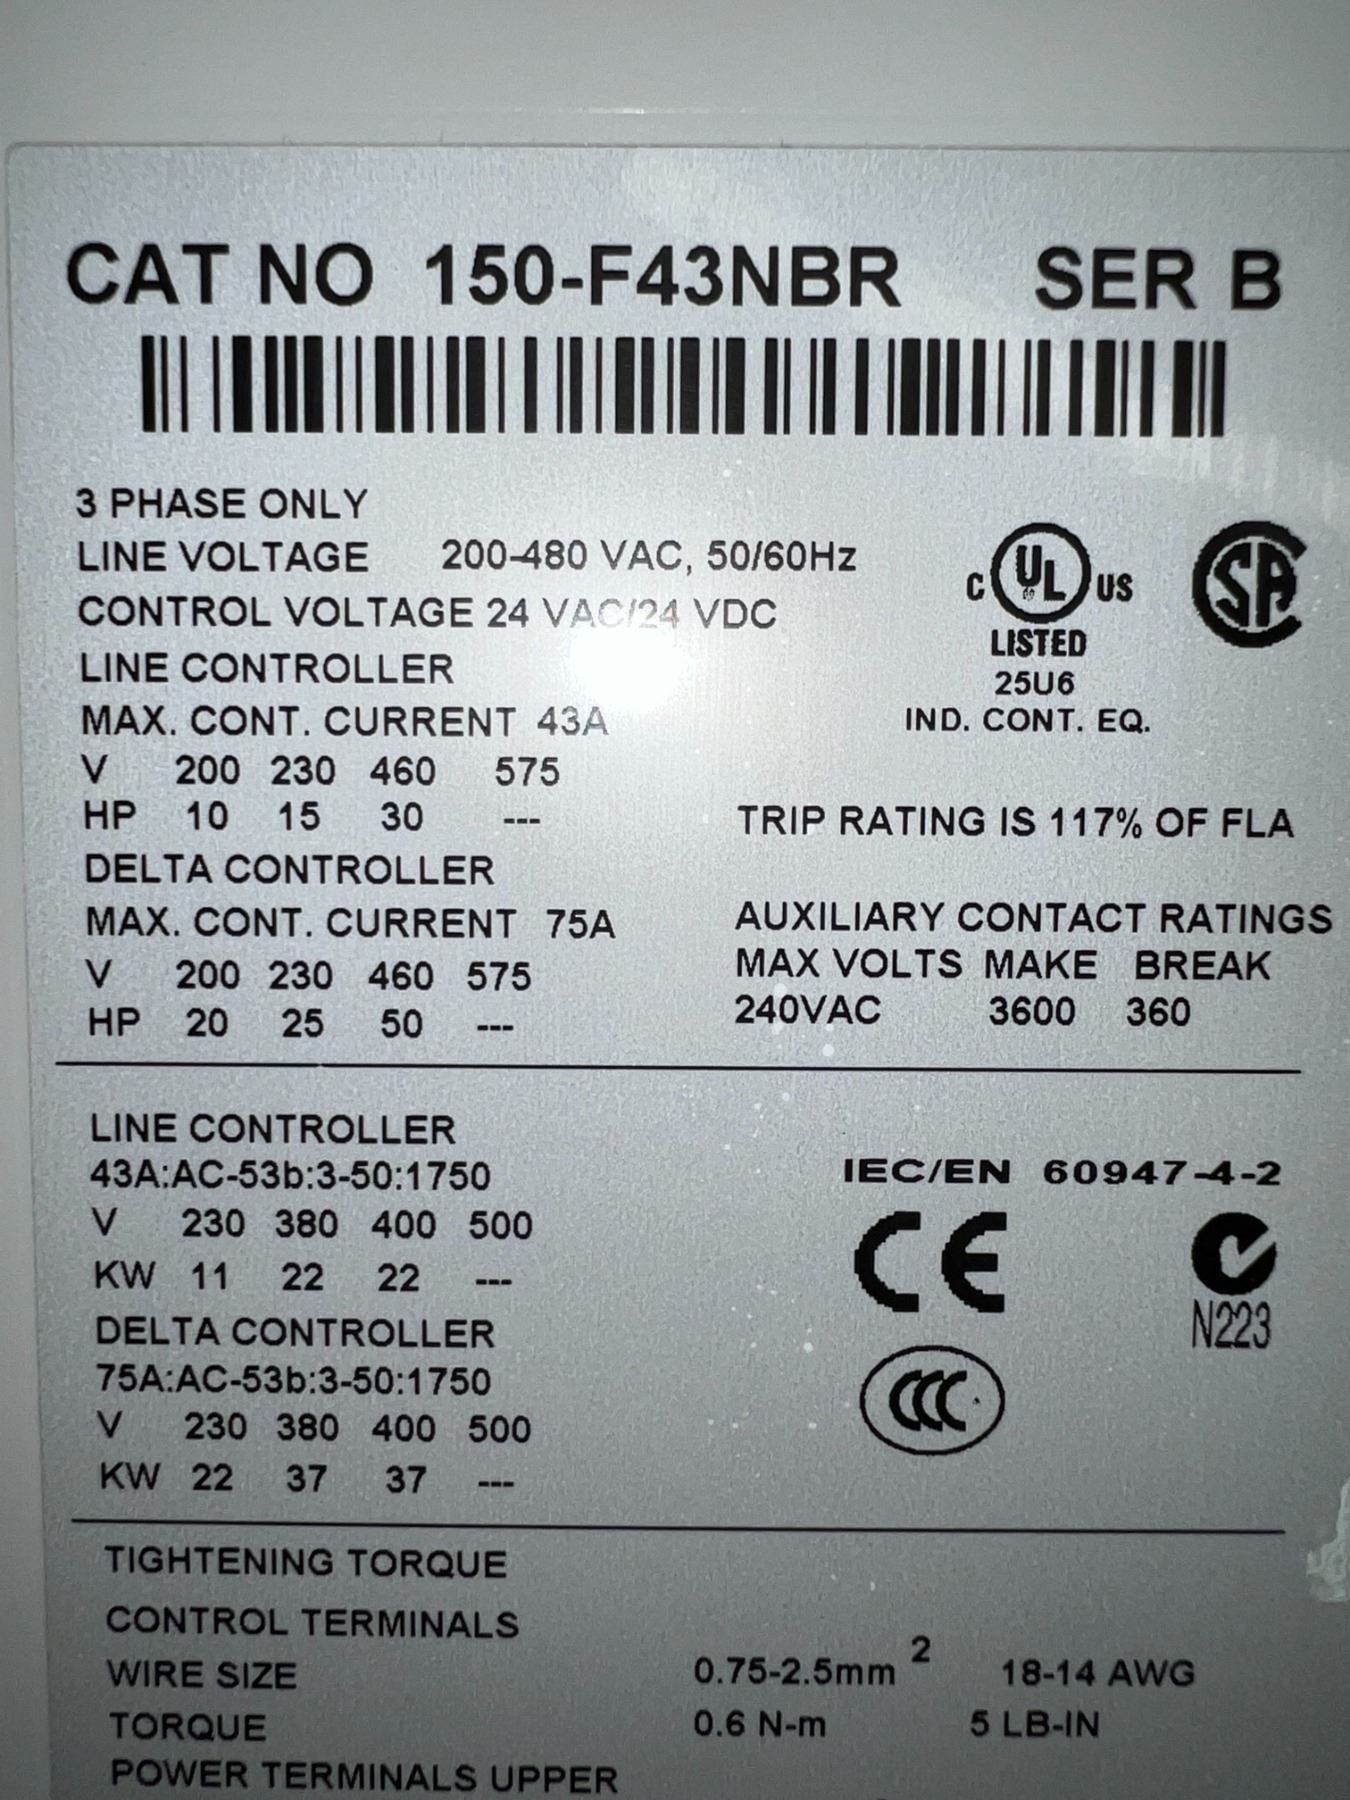 CAT NO 150-F43NBR SER B
3 PHASE ONLY
LINE VOLTAGE 200-480 VAC, 50/60Hz
CONTROL VOLTAGE 24 VAC/24 VDC
LINE CONTROLLER
MAX. CONT. CURRENT 43A
V 200 230 460 575
HP 10 15 30 ---
DELTA CONTROLLER
MAX. CONT. CURRENT 75A
V 200 230 460 575
HP 20 25 50 ---
C UL US
LISTED
25U6
IND. CONT. EQ.
SA
TRIP RATING IS 117% OF FLA
AUXILIARY CONTACT RATINGS
MAX VOLTS MAKE BREAK
240VAC 3600 360
LINE CONTROLLER
43A:AC-53b:3-50:1750
V 230 380 400 500
KW 11 22 22 ---
DELTA CONTROLLER
75A:AC-53b:3-50:1750
V 230 380 400 500
KW 22 37 37 ---
IEC/EN 60947-4-2
CE
N223
CCC
TIGHTENING TORQUE
CONTROL TERMINALS
WIRE SIZE 0.75-2.5mm² 18-14 AWG
TORQUE 0.6 N-m 5 LB-IN
POWER TERMINALS UPPER